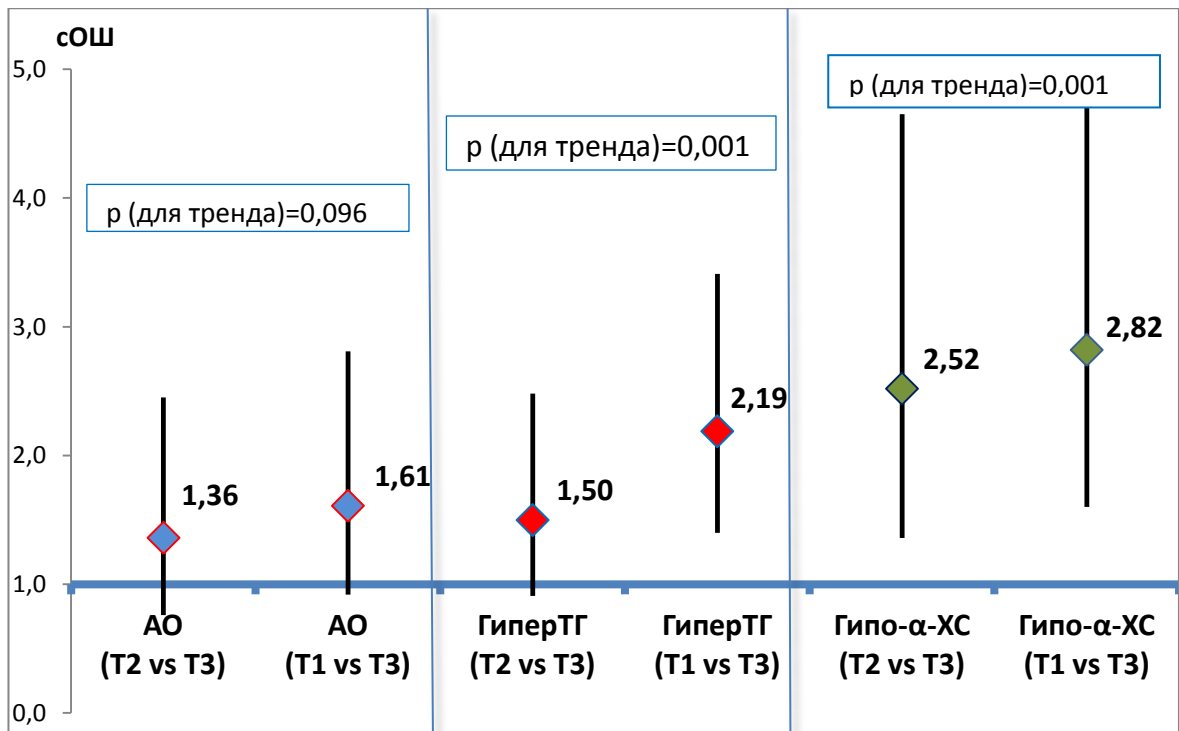 сОШ
5,0
4,0
3,0
2,0
1,0
0,0
р (для тренда)=0,096
р (для тренда)=0,001
р (для тренда)=0,001
1,36
1,61
1,50
2,19
2,52
2,82
АО
(Т2 vs Т3)
АО
(Т1 vs Т3)
ГиперТГ
(Т2 vs Т3)
ГиперТГ
(Т1 vs Т3)
Гипо-α-ХС
(Т2 vs Т3)
Гипо-α-ХС
(Т1 vs Т3)